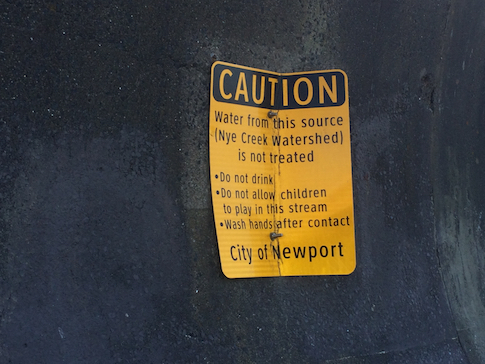 CAUTION
Water from this source
(Nye Creek Watershed)
is not treated
•Do not drink
•Do not allow children
to play in this stream
•Wash hands after contact
City of Newport